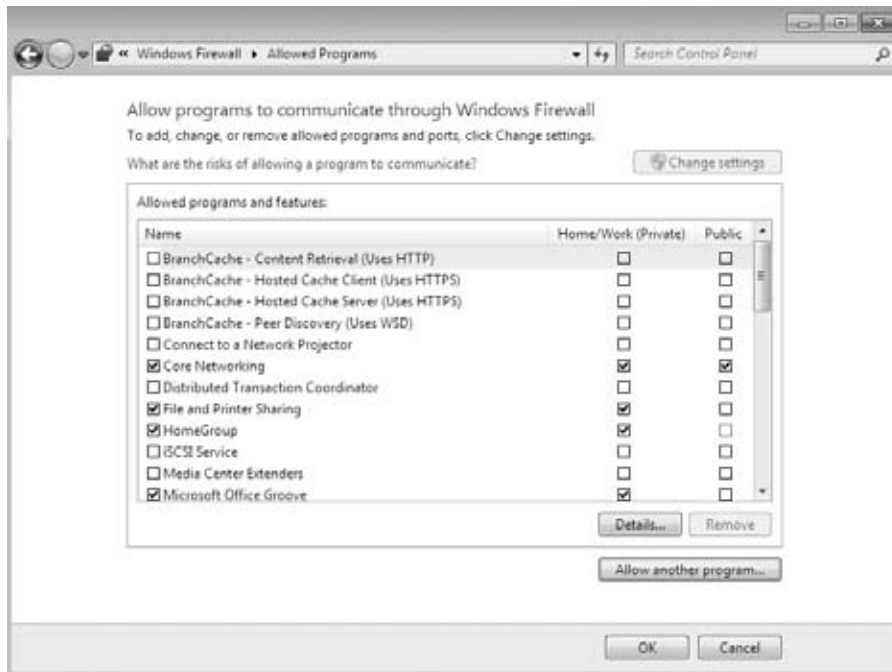 « Windows Firewall ▸ Allowed Programs
Search Control Panel
Allow programs to communicate through Windows Firewall
To add, change, or remove allowed programs and ports, click Change settings.
What are the risks of allowing a program to communicate?
Change settings
Allowed programs and features:
Name Home/Work (Private) Public
BranchCache - Content Retrieval (Uses HTTP)
BranchCache - Hosted Cache Client (Uses HTTPS)
BranchCache - Hosted Cache Server (Uses HTTPS)
BranchCache - Peer Discovery (Uses WSD)
Connect to a Network Projector
Core Networking
Distributed Transaction Coordinator
File and Printer Sharing
HomeGroup
iSCSI Service
Media Center Extenders
Microsoft Office Groove
Details... Remove
Allow another program...
OK Cancel